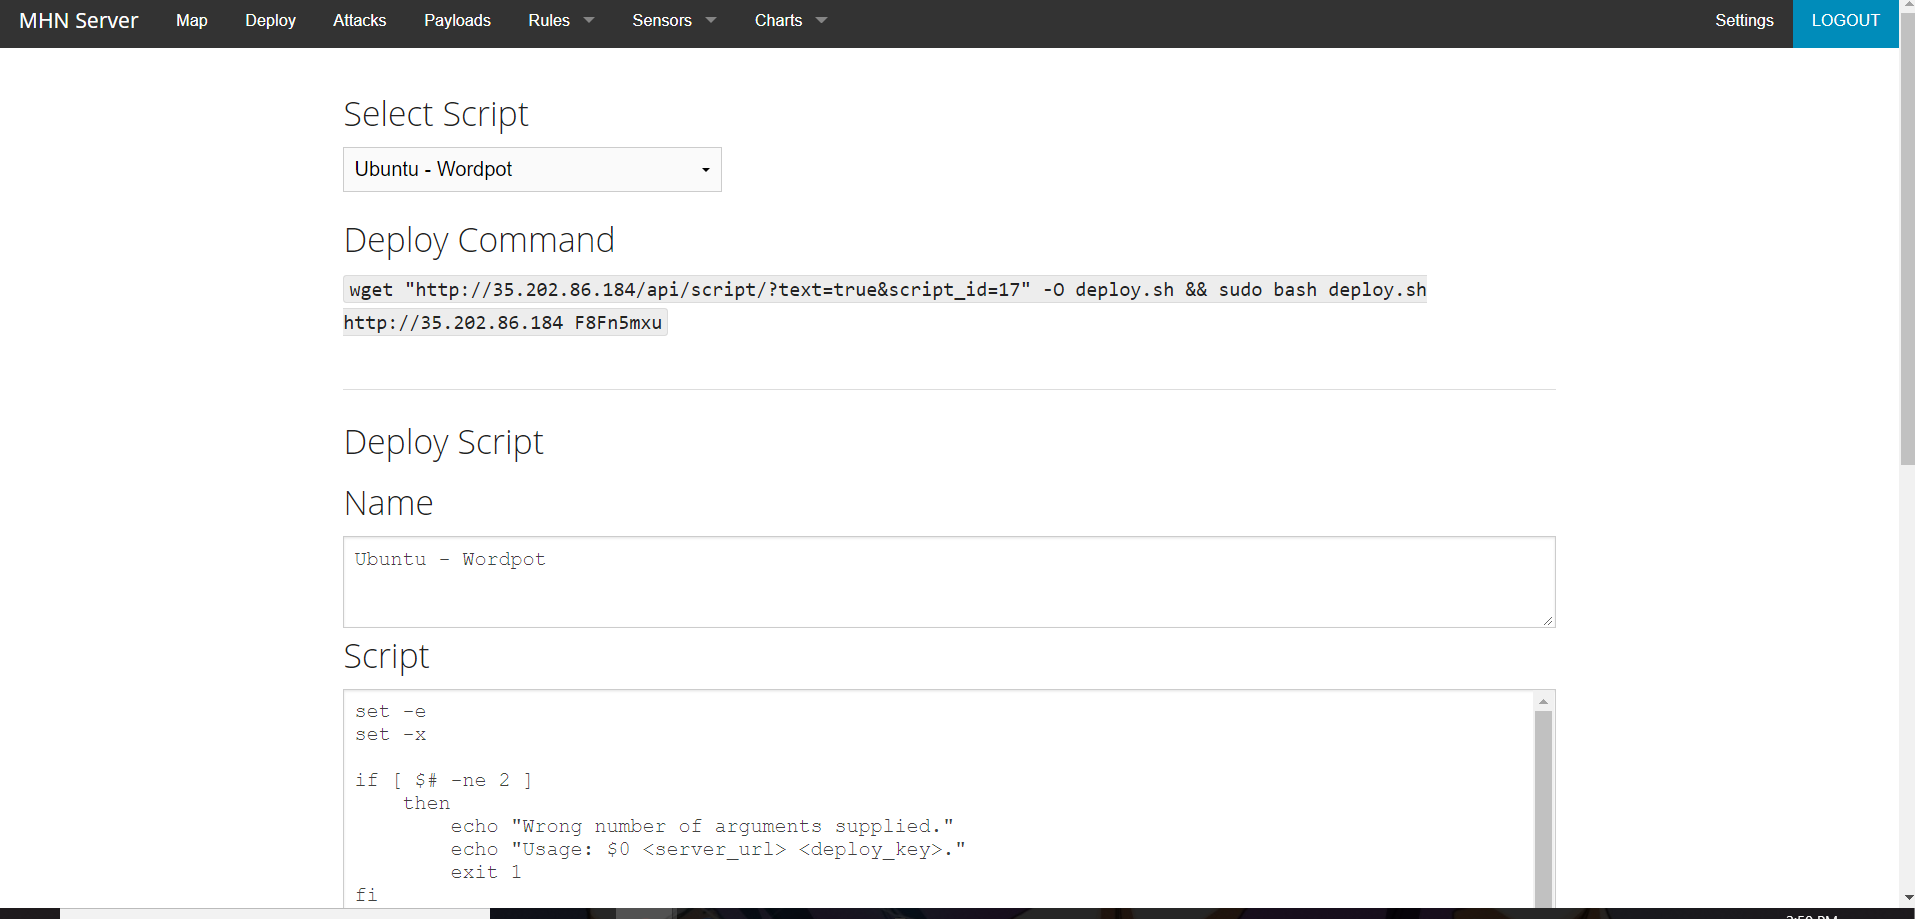 MHN Server Map Deploy Attacks Payloads Rules Sensors Charts Settings LOGOUT
Select Script
Ubuntu - Wordpot
Deploy Command
wget "http://35.202.86.184/api/script/?text=true&script_id=17" -O deploy.sh && sudo bash deploy.sh
http://35.202.86.184 F8Fn5mxu
Deploy Script
Name
Ubuntu - Wordpot
Script
set -e
set -x
if [ $# -ne 2 ]
then
echo "Wrong number of arguments supplied."
echo "Usage: $0 <server_url> <deploy_key>."
exit 1
fi